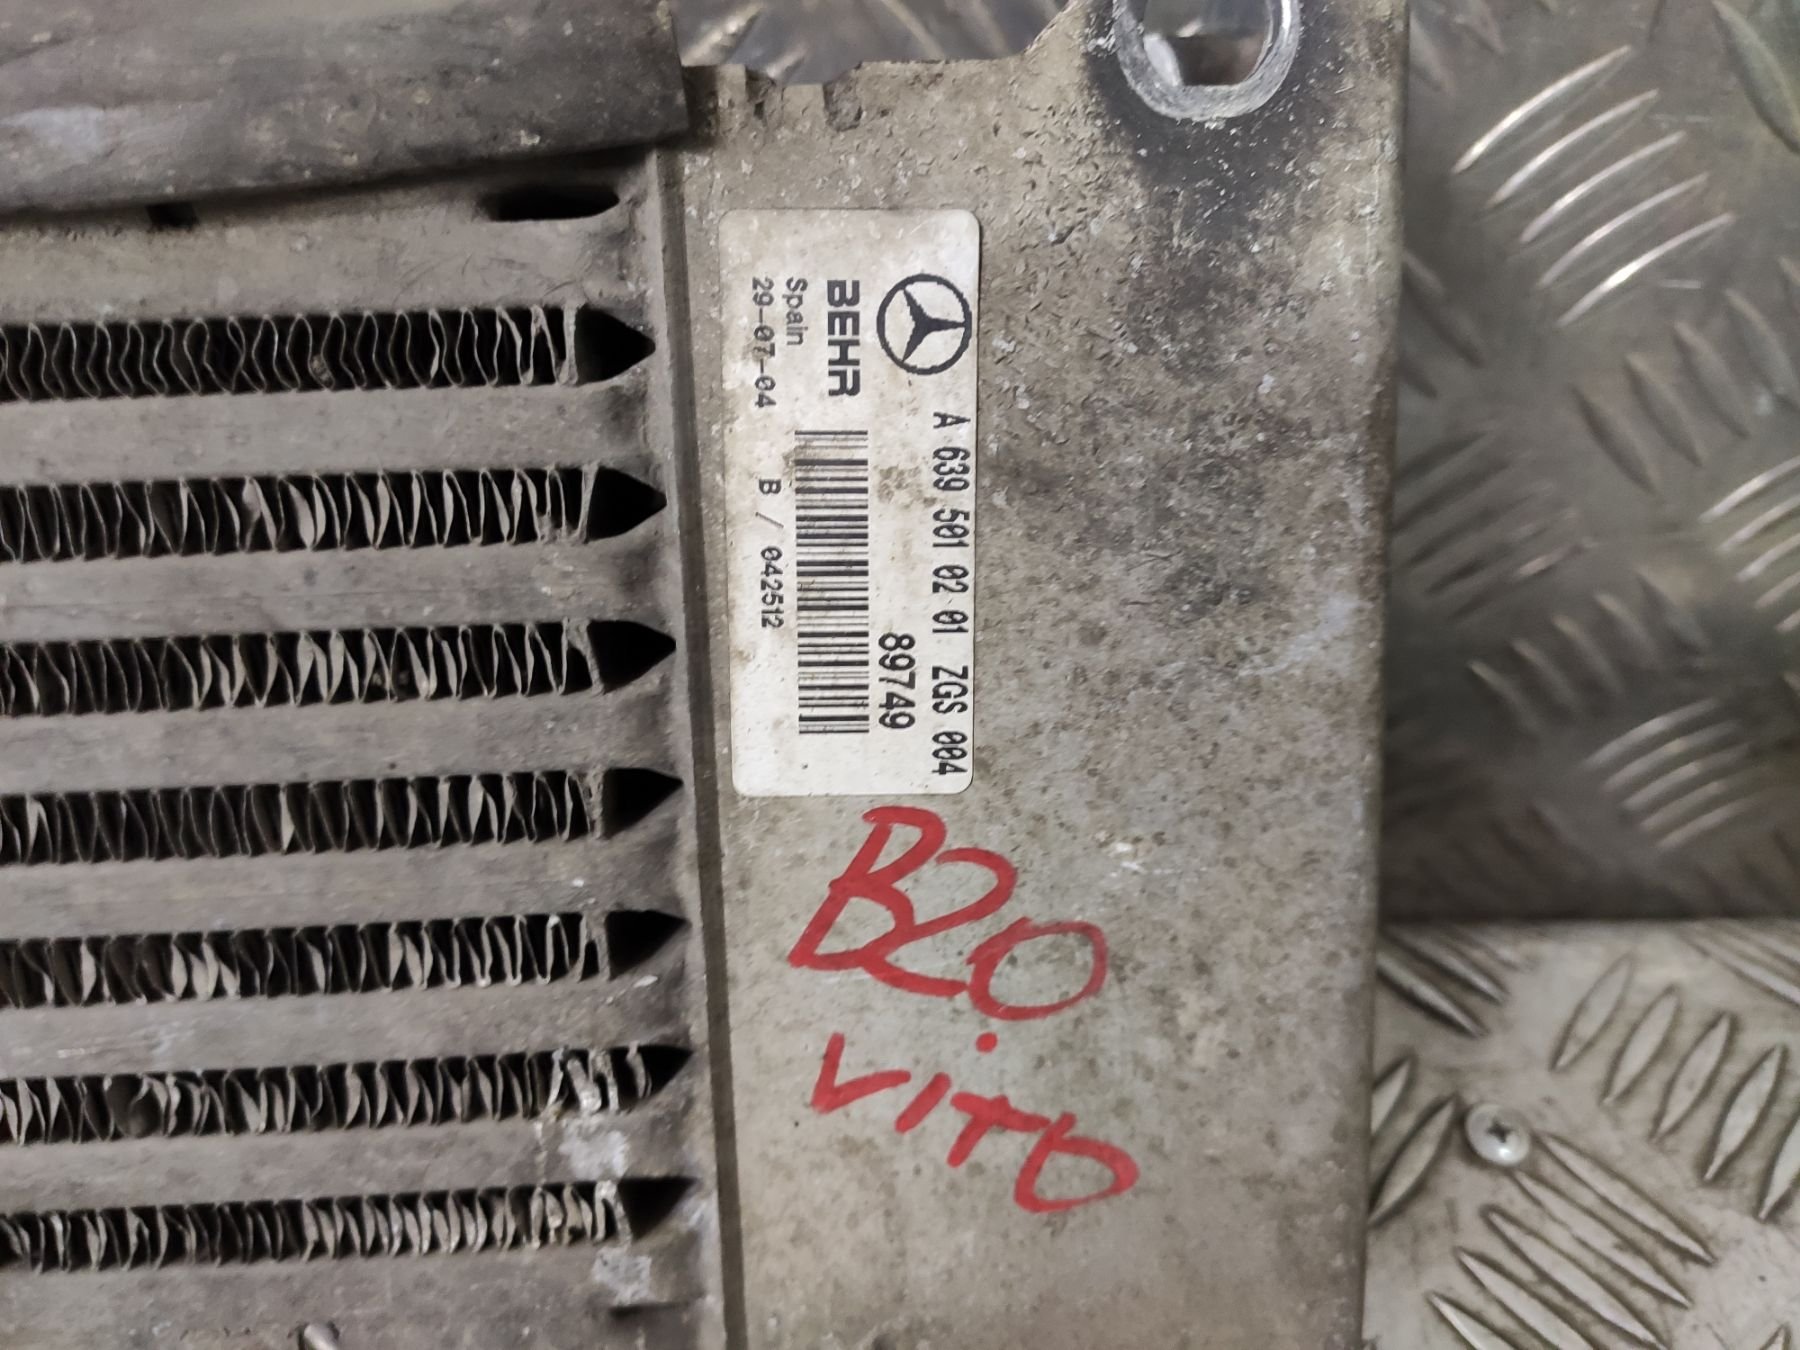 A 639 501 02 01 ZGS 004
89749
BEHR
Spain
29-07-04 B / 042512
B20
VITO